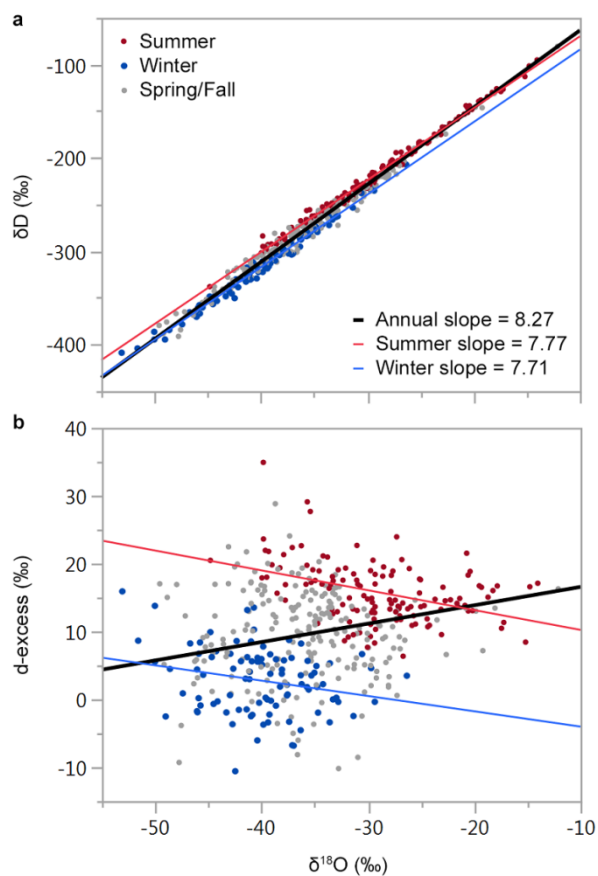 a
Summer
Winter
Spring/Fall
-100
-200
-300
-400
δD (‰)
Annual slope = 8.27
Summer slope = 7.77
Winter slope = 7.71
b
40
30
20
10
0
-10
d-excess (‰)
-50
-40
-30
-20
-10
δ¹⁸O (‰)